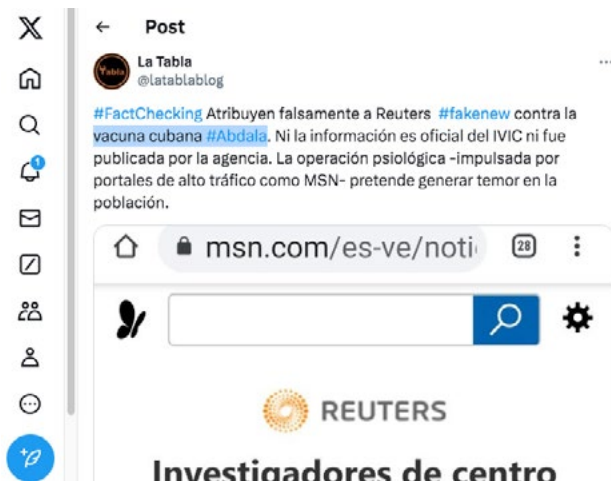 Post
Yabla
La Tabla
@latablablog
#FactChecking Atribuyen falsamente a Reuters #fakenew contra la
vacuna cubana #Abdala. Ni la información es oficial del IVIC ni fue
publicada por la agencia. La operación psiológica -impulsada por
portales de alto tráfico como MSN- pretende generar temor en la
población.
msn.com/es-ve/noti
28
1
REUTERS
Investigadores de centro